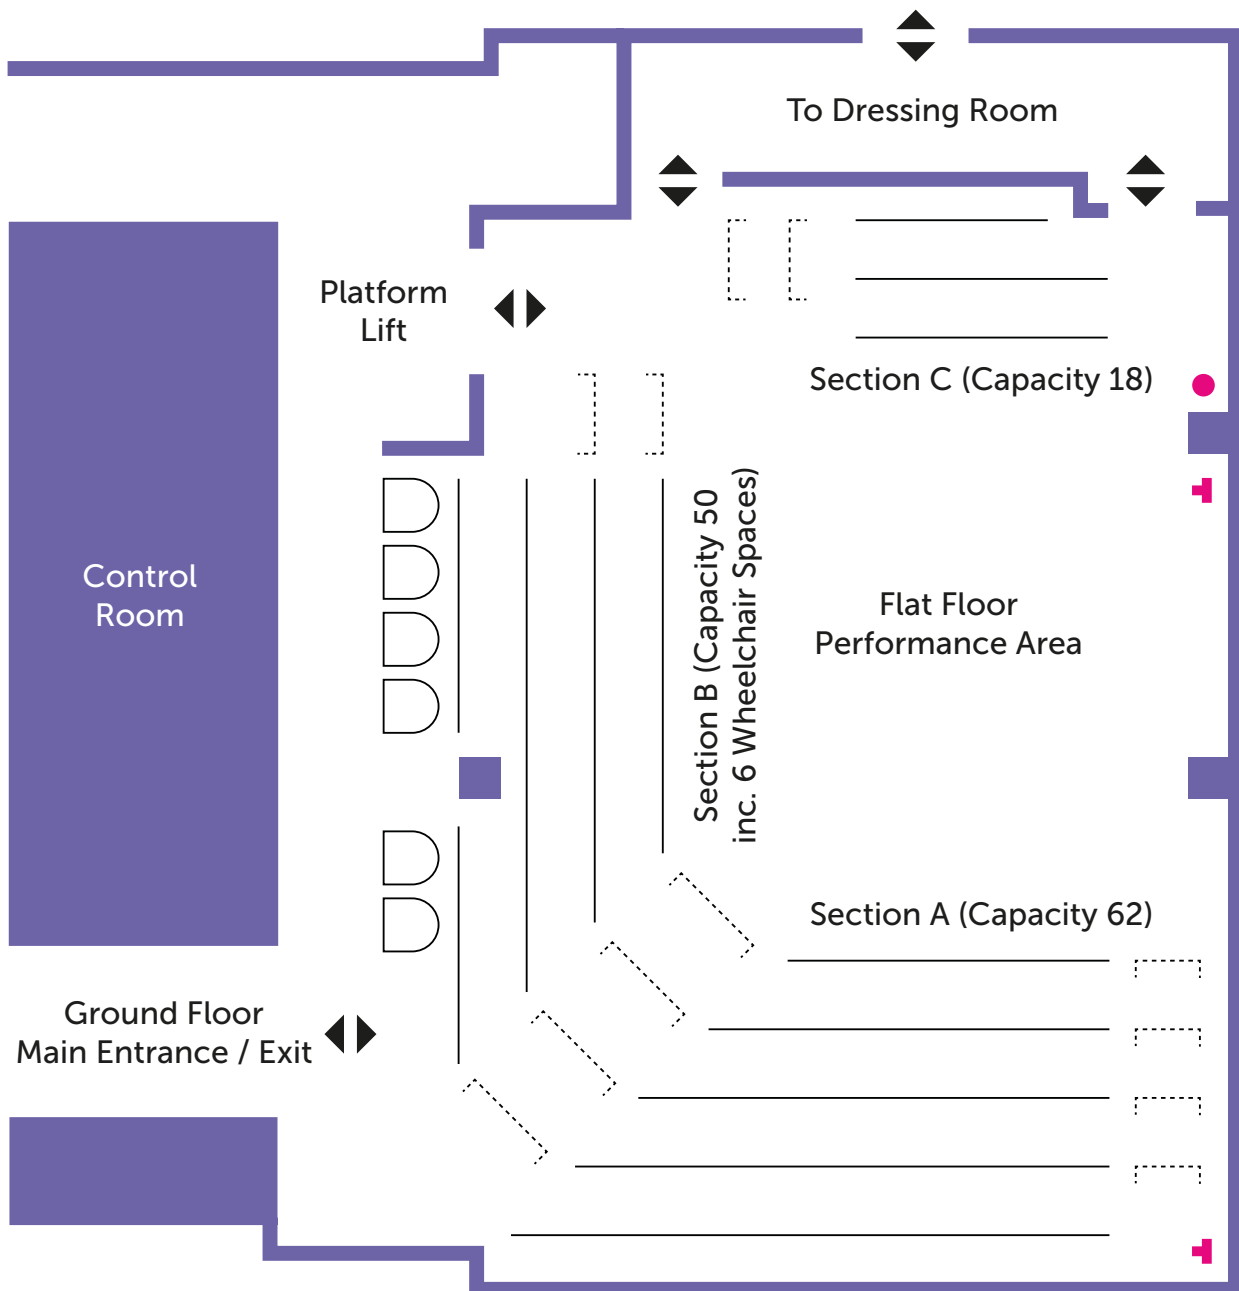 To Dressing Room
Platform
Lift
Section C (Capacity 18)
Control
Room
Section B (Capacity 50
inc. 6 Wheelchair Spaces)
Flat Floor
Performance Area
Section A (Capacity 62)
Ground Floor
Main Entrance / Exit